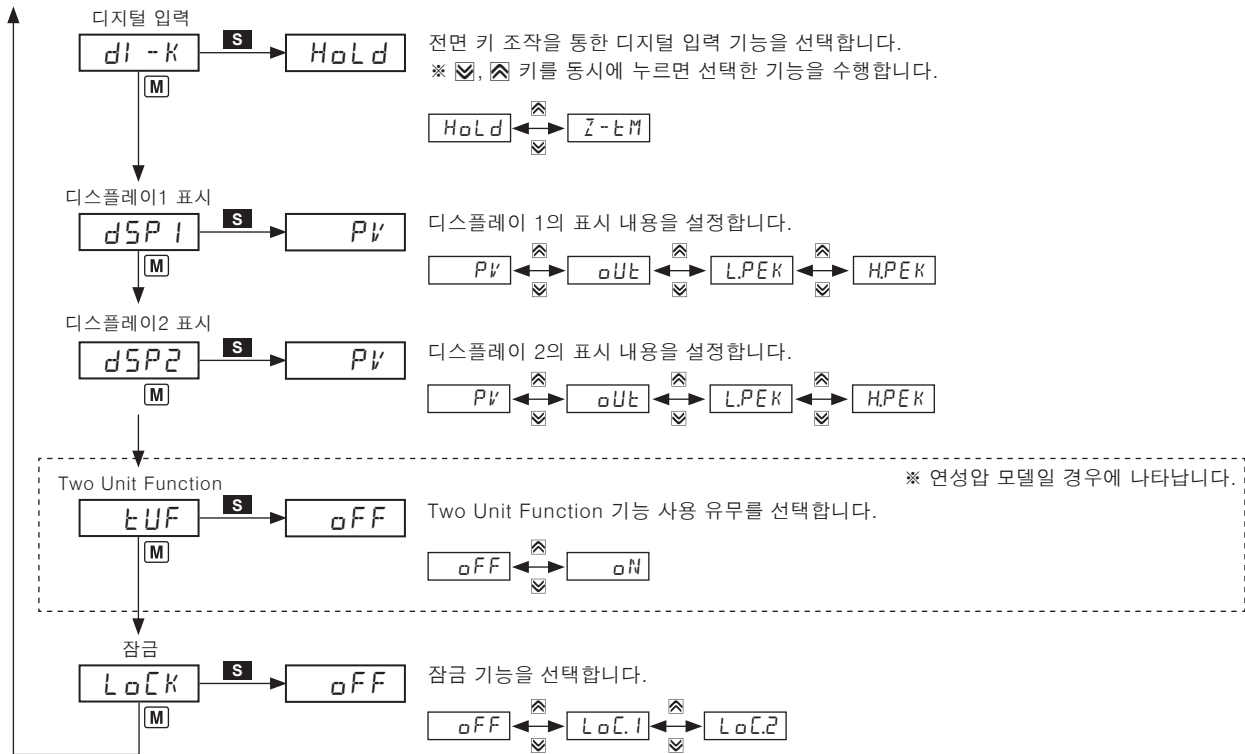 디지털 입력
dI -K S HoLd
M
전면 키 조작을 통한 디지털 입력 기능을 선택합니다.
※ , 키를 동시에 누르면 선택한 기능을 수행합니다.
HoLd Z-tM
디스플레이1 표시
dSP1 S PV
M
디스플레이 1의 표시 내용을 설정합니다.
PV oUt L.PEK H.PEK
디스플레이2 표시
dSP2 S PV
M
디스플레이 2의 표시 내용을 설정합니다.
PV oUt L.PEK H.PEK
※ 연성압 모델일 경우에 나타납니다.
Two Unit Function
tUF S oFF
M
Two Unit Function 기능 사용 유무를 선택합니다.
oFF oN
잠금
LoCK S oFF
M
잠금 기능을 선택합니다.
oFF LoC.1 LoC.2